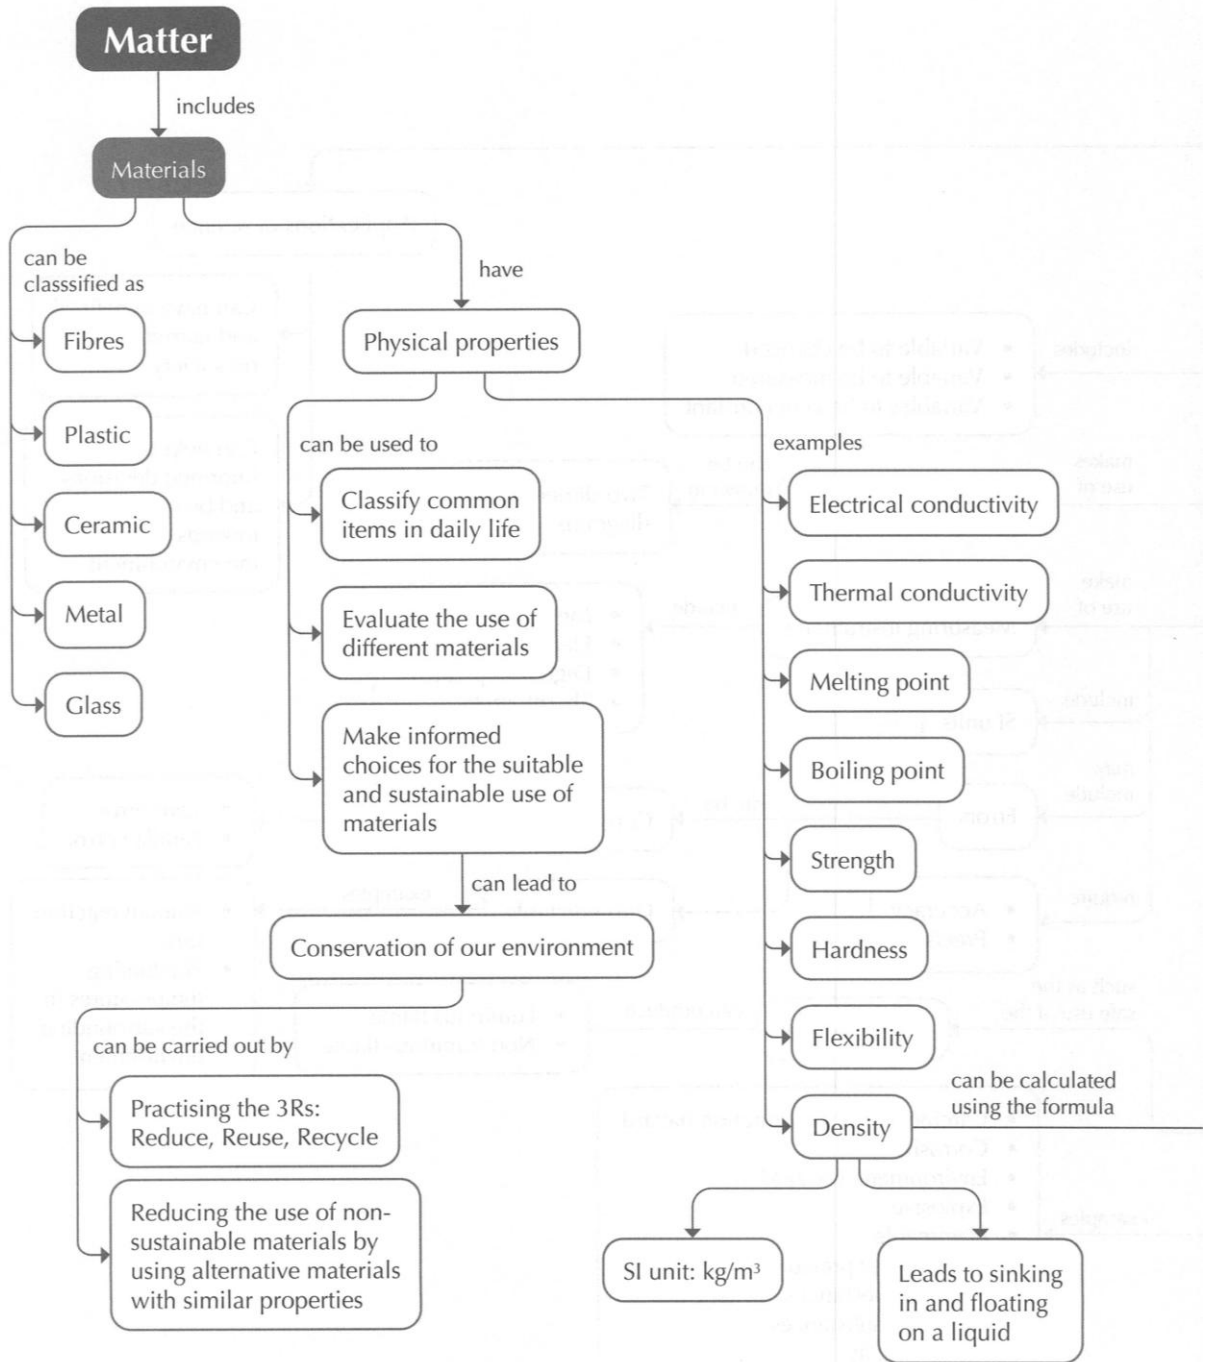 Matter
includes
Materials
can be
classsified as
Fibres
Plastic
Ceramic
Metal
Glass
have
Physical properties
can be used to
Classify common
items in daily life
Evaluate the use of
different materials
Make informed
choices for the suitable
and sustainable use of
materials
can lead to
Conservation of our environment
can be carried out by
Practising the 3Rs:
Reduce, Reuse, Recycle
Reducing the use of non-
sustainable materials by
using alternative materials
with similar properties
examples
Electrical conductivity
Thermal conductivity
Melting point
Boiling point
Strength
Hardness
Flexibility
Density
can be calculated
using the formula
SI unit: kg/m³
Leads to sinking
in and floating
on a liquid